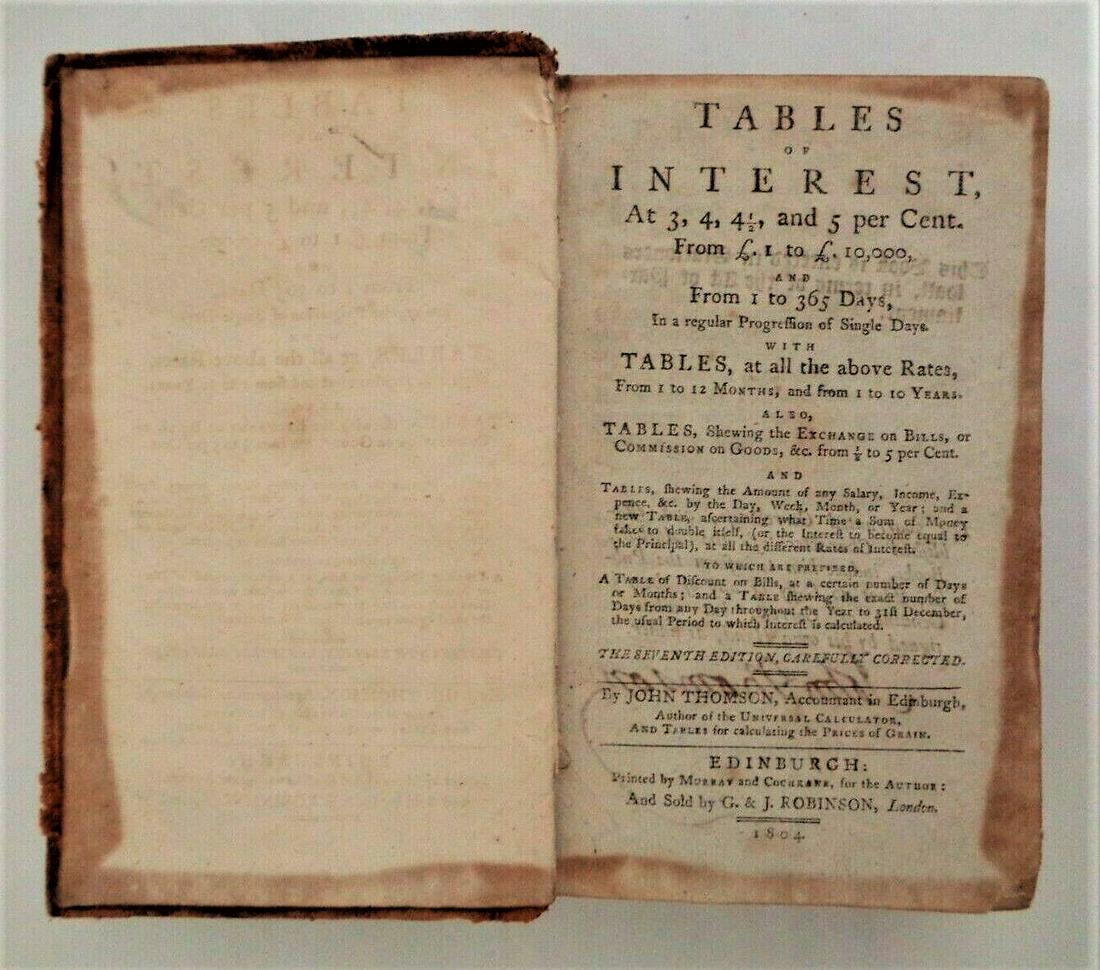 TABLES
OF
INTEREST,
At 3, 4, 4½, and 5 per Cent.
From £. 1 to £. 10,000,
AND
From 1 to 365 Days,
In a regular Progreſſion of Single Days.
WITH
TABLES, at all the above Rates,
From 1 to 12 MONTHS, and from 1 to 10 YEARS.
ALSO,
TABLES, Shewing the EXCHANGE on BILLS, or
COMMISSION on GOODS, &c. from ⅛ to 5 per Cent.
AND
TABLES, ſhewing the Amount of any Salary, Income, Ex-
pence, &c. by the Day, Week, Month, or Year; and a
new TABLE, aſcertaining what Time a Sum of Money
takes to double itſelf, (or the Intereſt to become equal to
the Principal), at all the different Rates of Intereſt.
TO WHICH ARE PREFIXED,
A TABLE of Diſcount on Bills, at a certain number of Days
or Months; and a TABLE ſhewing the exact number of
Days from any Day throughout the Year to 31ſt December,
the uſual Period to which Intereſt is calculated.
THE SEVENTH EDITION, CAREFULLY CORRECTED.
By JOHN THOMSON, Accountant in Edinburgh,
Author of the UNIVERSAL CALCULATOR,
AND TABLES for calculating the PRICES of GRAIN.
EDINBURGH:
Printed by MURRAY and COCHRANE, for the AUTHOR:
And Sold by G. & J. ROBINSON, London.
1804.